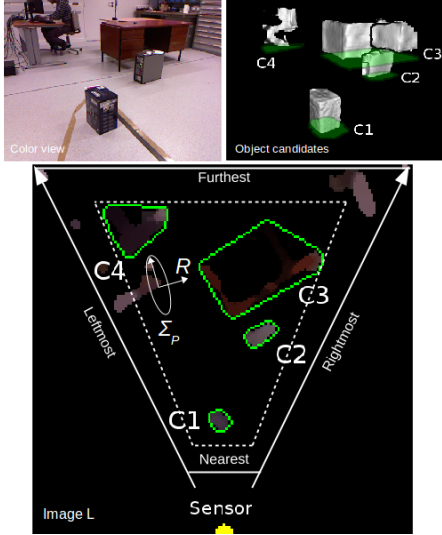 C4
C3
C2
C1
Color view
Object candidates
Furthest
C4
R
C3
Σ_P
Leftmost
Rightmost
C2
C1
Nearest
Sensor
Image L